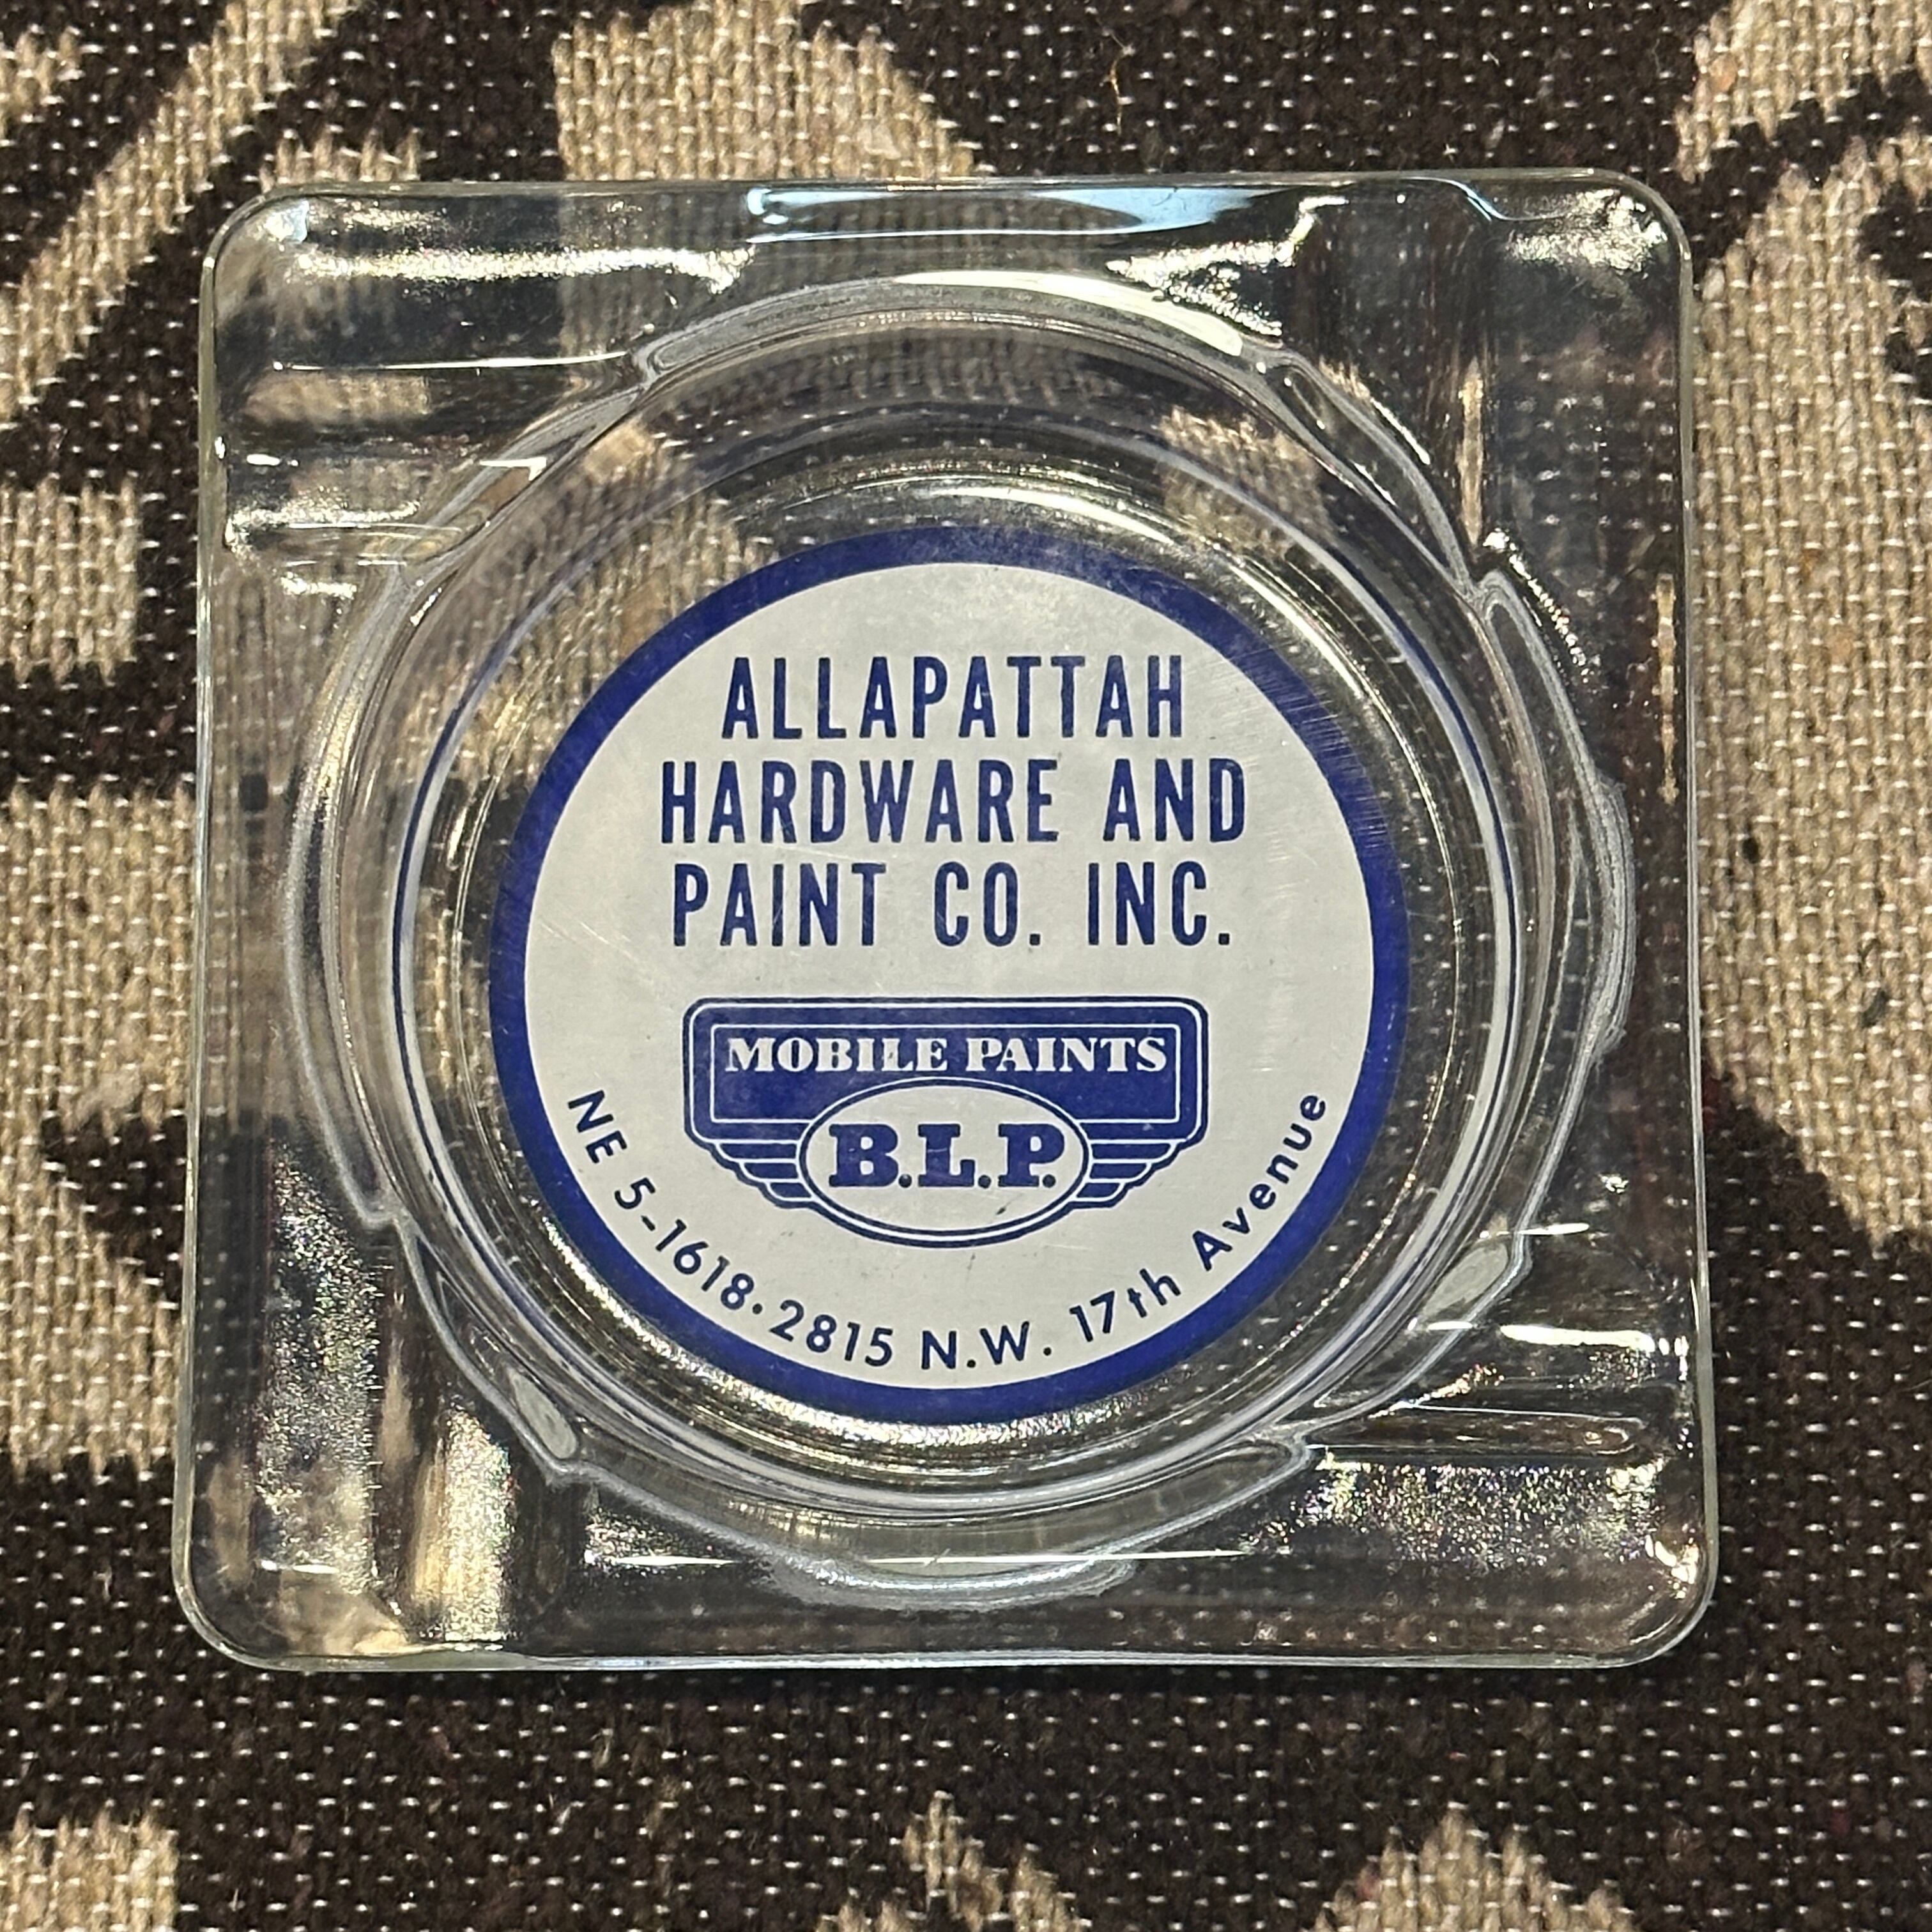 ALLAPATTAH
HARDWARE AND
PAINT CO. INC.
MOBILE PAINTS
B.L.P.
NE 5-1618·2815 N.W. 17th Avenue